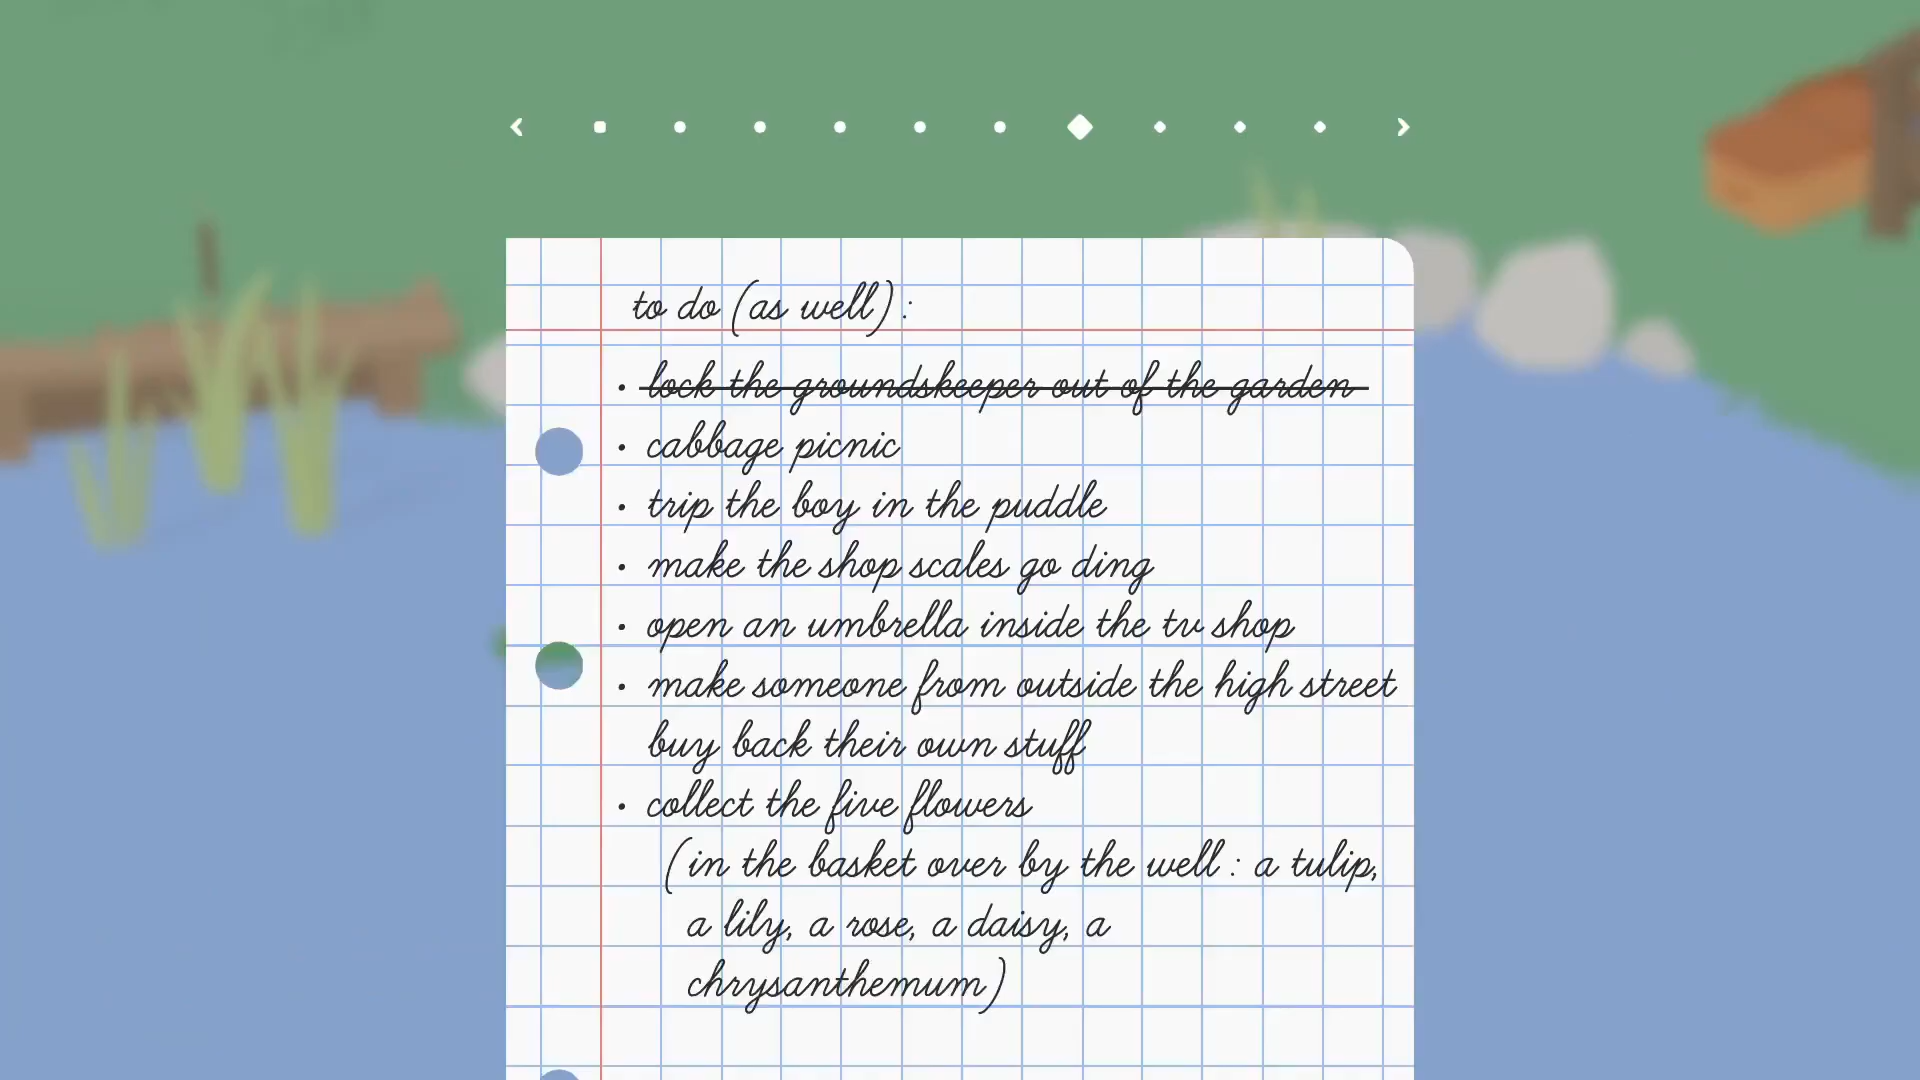 to do (as well) :
• lock the groundskeeper out of the garden
• cabbage picnic
• trip the boy in the puddle
• make the shop scales go ding
• open an umbrella inside the tv shop
• make someone from outside the high street
buy back their own stuff
• collect the five flowers
(in the basket over by the well : a tulip,
a lily, a rose, a daisy, a
chrysanthemum)